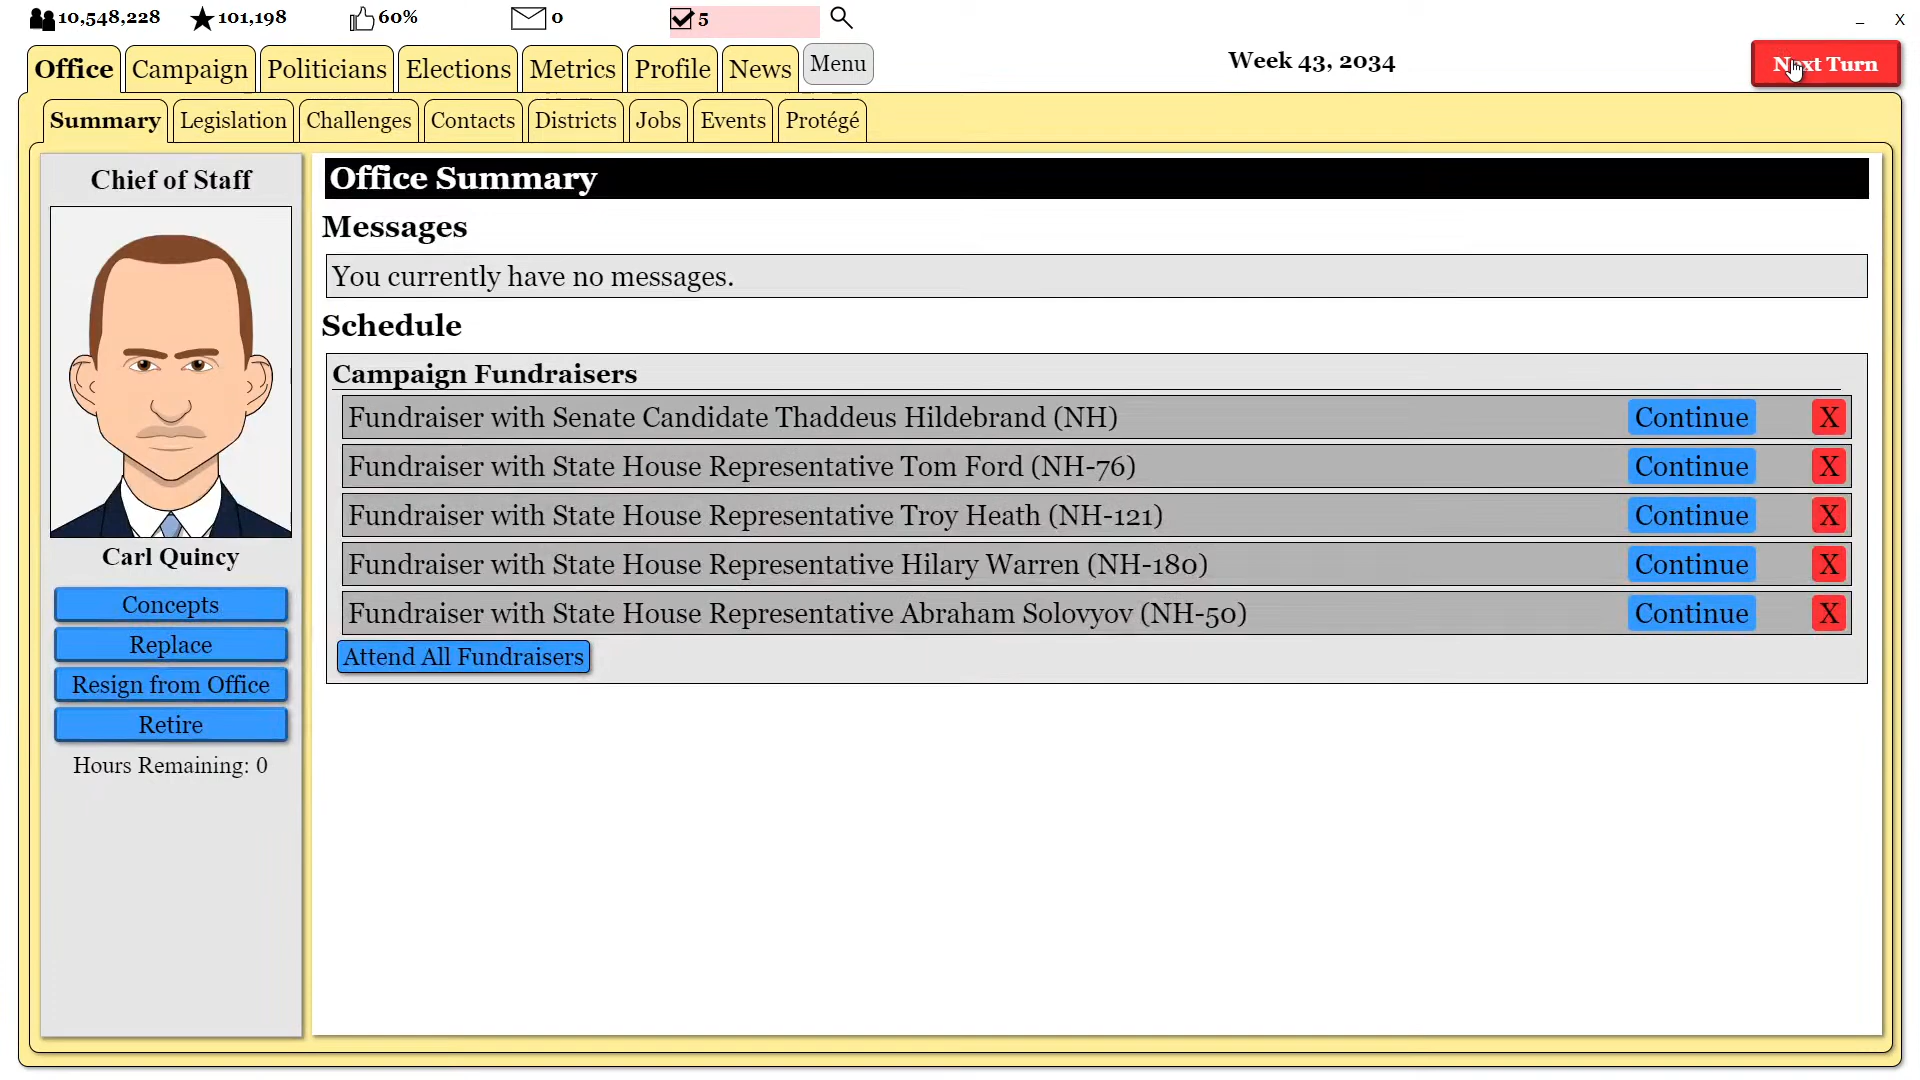 10,548,228 101,198 60% 0 5
Office Campaign Politicians Elections Metrics Profile News Menu Week 43, 2034 Next Turn
_ X
Summary Legislation Challenges Contacts Districts Jobs Events Protégé
Chief of Staff
Carl Quincy
Concepts
Replace
Resign from Office
Retire
Hours Remaining: 0
Office Summary
Messages
You currently have no messages.
Schedule
Campaign Fundraisers
Fundraiser with Senate Candidate Thaddeus Hildebrand (NH) Continue X
Fundraiser with State House Representative Tom Ford (NH-76) Continue X
Fundraiser with State House Representative Troy Heath (NH-121) Continue X
Fundraiser with State House Representative Hilary Warren (NH-180) Continue X
Fundraiser with State House Representative Abraham Solovyov (NH-50) Continue X
Attend All Fundraisers